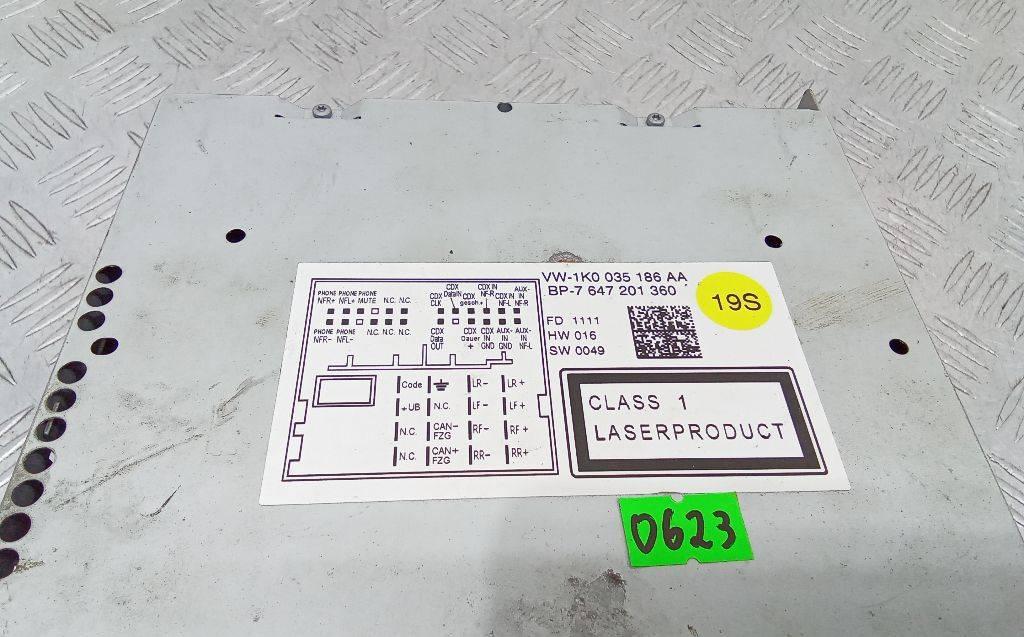 VW-1K0 035 186 AA
BP-7 647 201 360
19S
FD 1111
HW 016
SW 0049
PHONE PHONE PHONE
NFR+ NFL+ MUTE N.C. N.C.
CDX CLK
CDX DataIN
CDX gesch.+
CDX IN NF-R
CDX IN NF-L
AUX-IN NF-R
PHONE PHONE
NFR- NFL- N.C. N.C. N.C.
CDX Data OUT
CDX Dauer +
CDX IN GND
AUX-IN GND
AUX-IN NF-L
Code LR- LR+
+UB N.C. LF- LF+
N.C. CAN- FZG RF- RF+
N.C. CAN+ FZG RR- RR+
CLASS 1
LASERPRODUCT
0623